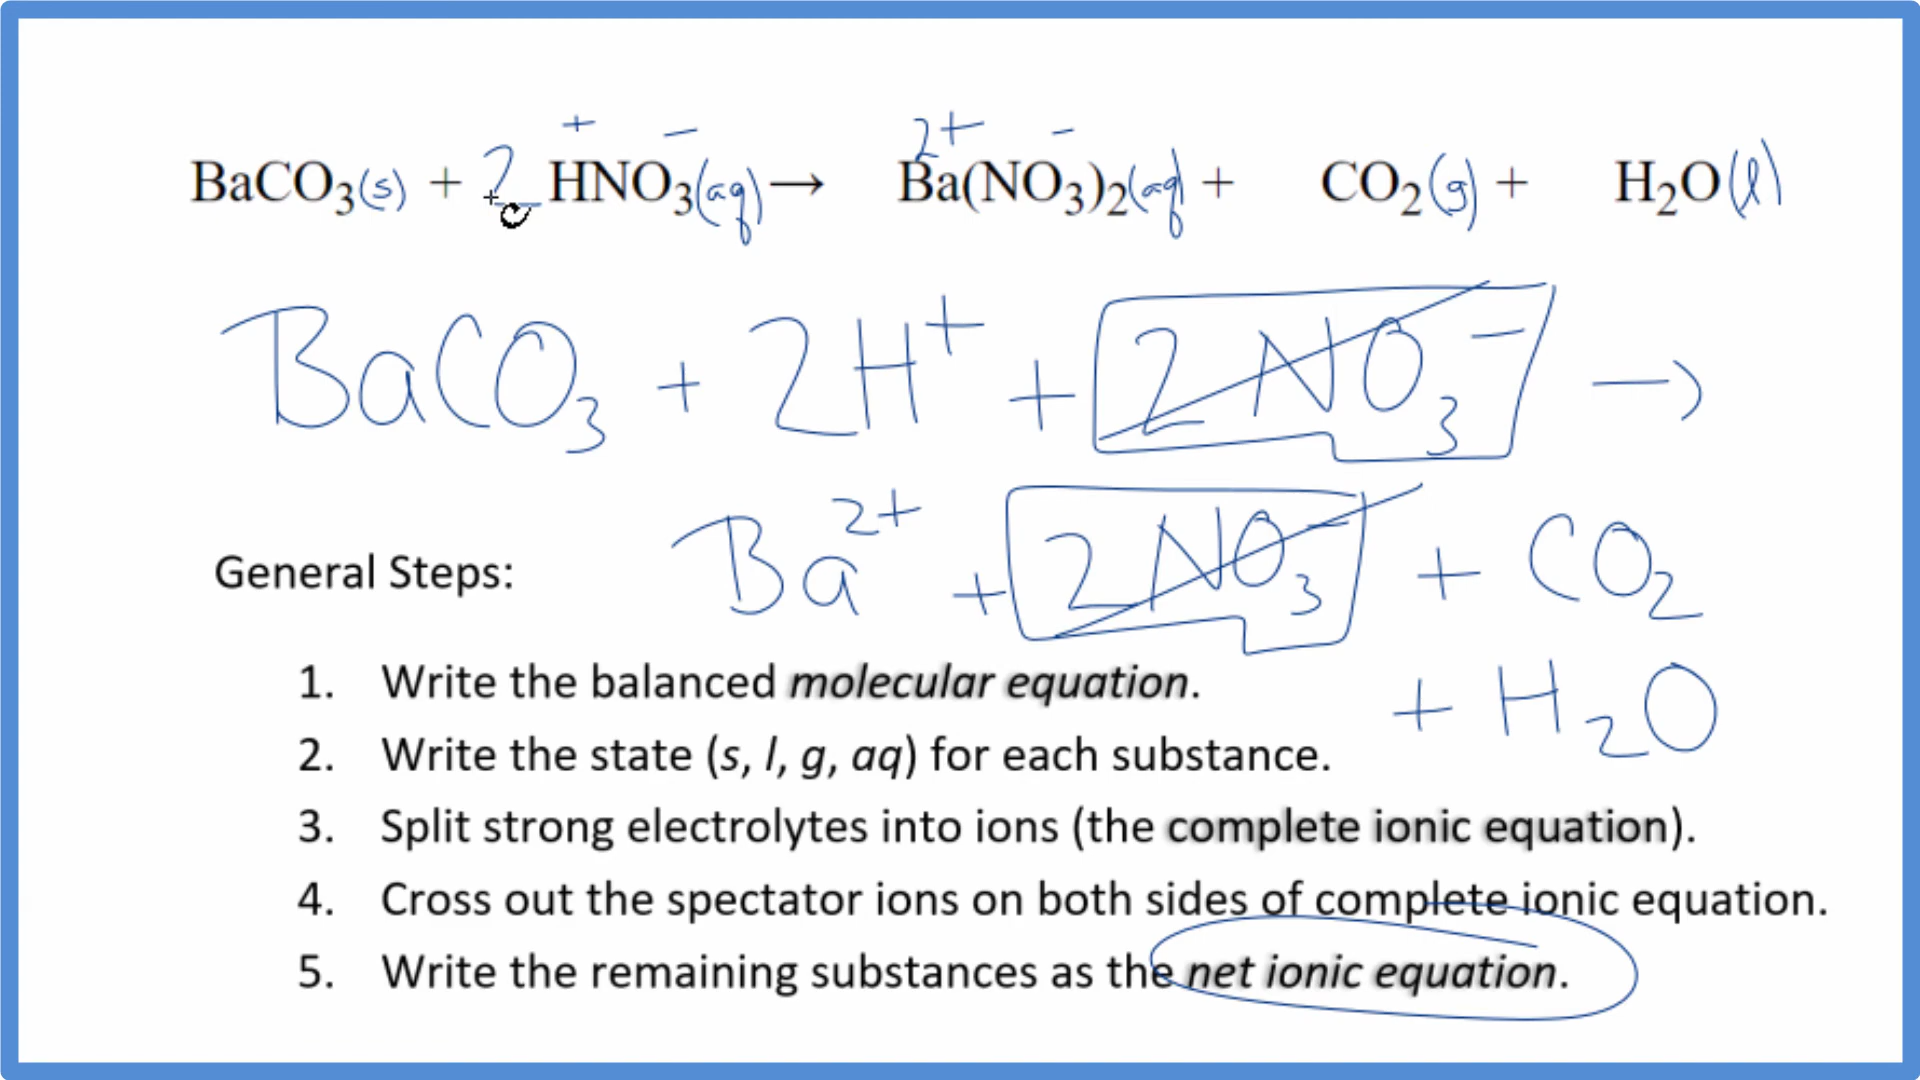 BaCO₃(s) + 2 HNO₃(aq) → Ba(NO₃)₂(aq) + CO₂(g) + H₂O(l)
+ − 2+ −
BaCO₃ + 2H⁺ + 2NO₃⁻ →
Ba²⁺ + 2NO₃⁻ + CO₂
+ H₂O
General Steps:
1. Write the balanced molecular equation.
2. Write the state (s, l, g, aq) for each substance.
3. Split strong electrolytes into ions (the complete ionic equation).
4. Cross out the spectator ions on both sides of complete ionic equation.
5. Write the remaining substances as the net ionic equation.